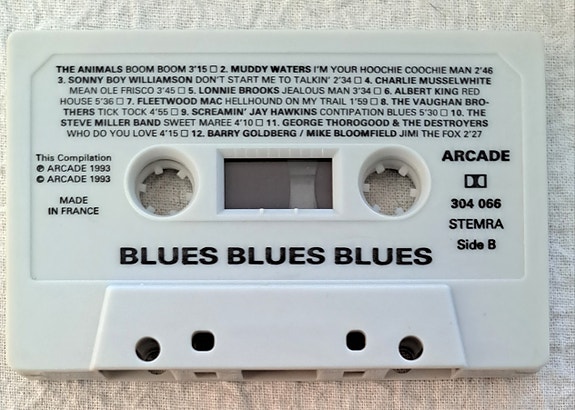 THE ANIMALS BOOM BOOM 3'15 □ 2. MUDDY WATERS I'M YOUR HOOCHIE COOCHIE MAN 2'46
3. SONNY BOY WILLIAMSON DON'T START ME TO TALKIN' 2'34 □ 4. CHARLIE MUSSELWHITE
MEAN OLE FRISCO 3'45 □ 5. LONNIE BROOKS JEALOUS MAN 3'34 □ 6. ALBERT KING RED
HOUSE 5'36 □ 7. FLEETWOOD MAC HELLHOUND ON MY TRAIL 1'59 □ 8. THE VAUGHAN BRO-
THERS TICK TOCK 4'55 □ 9. SCREAMIN' JAY HAWKINS CONTIPATION BLUES 5'30 □ 10. THE
STEVE MILLER BAND SWEET MAREE 4'10 □ 11. GEORGE THOROGOOD & THE DESTROYERS
WHO DO YOU LOVE 4'15 □ 12. BARRY GOLDBERG / MIKE BLOOMFIELD JIMI THE FOX 2'27
This Compilation
℗ ARCADE 1993
© ARCADE 1993
MADE
IN FRANCE
ARCADE
304 066
STEMRA
Side B
BLUES BLUES BLUES